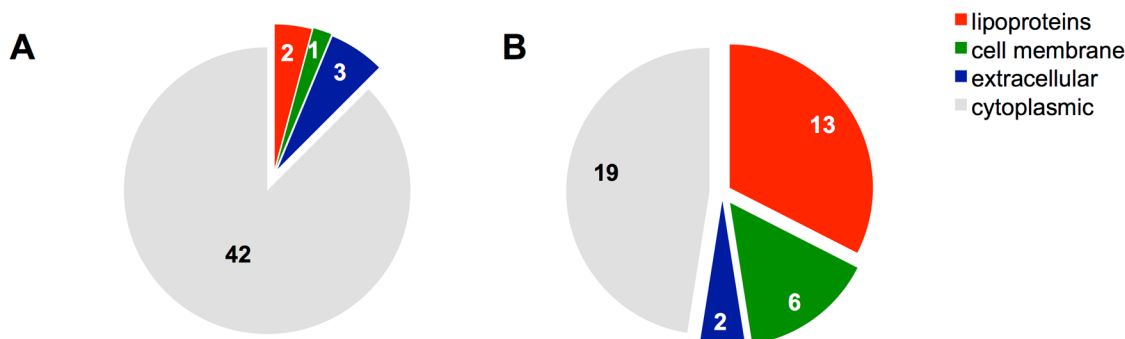 A
2
1
3
42
B
13
6
2
19
lipoproteins
cell membrane
extracellular
cytoplasmic